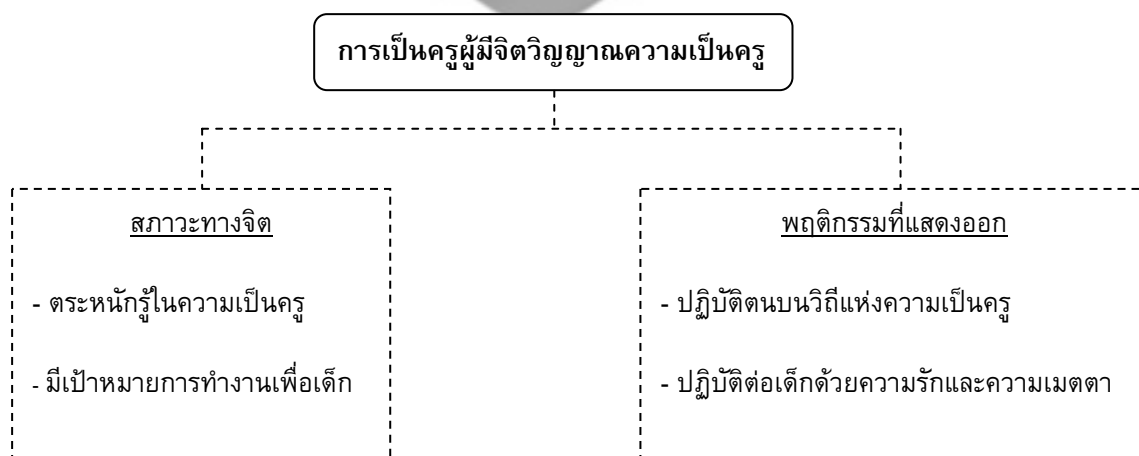 การเป็นครูผู้มีจิตวิญญาณความเป็นครู
สภาวะทางจิต
- ตระหนักรู้ในความเป็นครู
- มีเป้าหมายการทำงานเพื่อเด็ก
พฤติกรรมที่แสดงออก
- ปฏิบัติตนบนวิถีแห่งความเป็นครู
- ปฏิบัติต่อเด็กด้วยความรักและความเมตตา